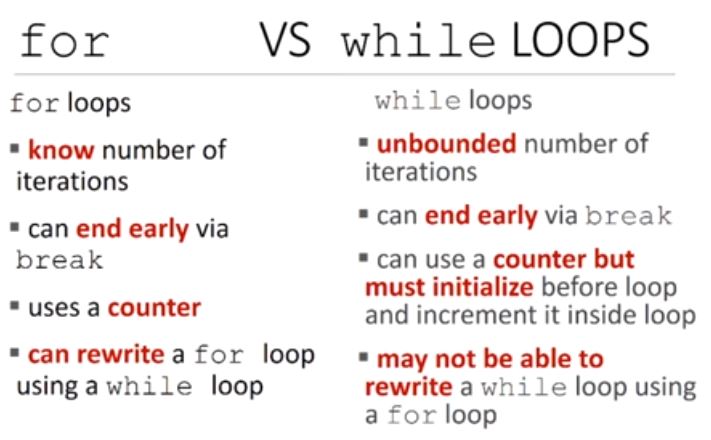 for VS while LOOPS
for loops
▪ know number of
iterations
▪ can end early via
break
▪ uses a counter
▪ can rewrite a for loop
using a while loop
while loops
▪ unbounded number of
iterations
▪ can end early via break
▪ can use a counter but
must initialize before loop
and increment it inside loop
▪ may not be able to
rewrite a while loop using
a for loop